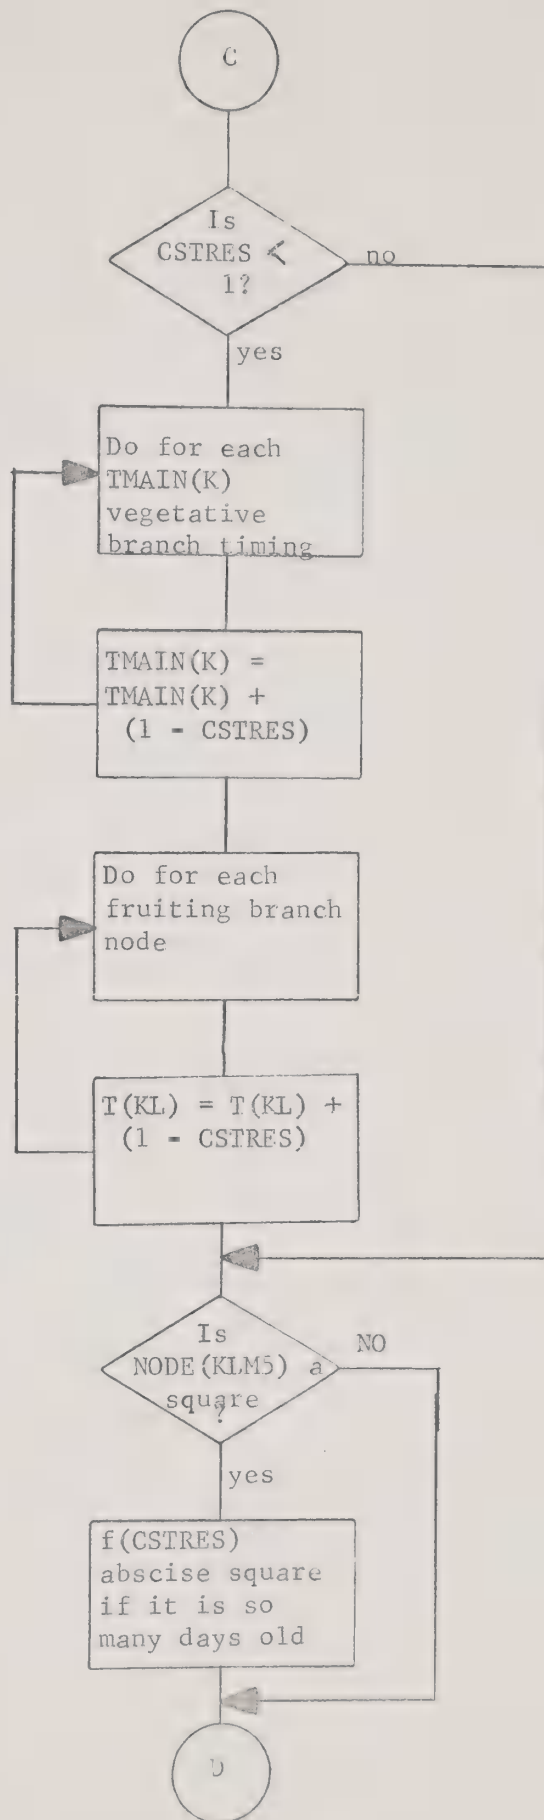 C
Is
CSTRES <
1?
no
yes
Do for each
TMAIN(K)
vegetative
branch timing
TMAIN(K) =
TMAIN(K) +
(1 - CSTRES)
Do for each
fruiting branch
node
T(KL) = T(KL) +
(1 - CSTRES)
Is
NODE(KLM5) a
square
?
NO
yes
f(CSTRES)
abscise square
if it is so
many days old
D